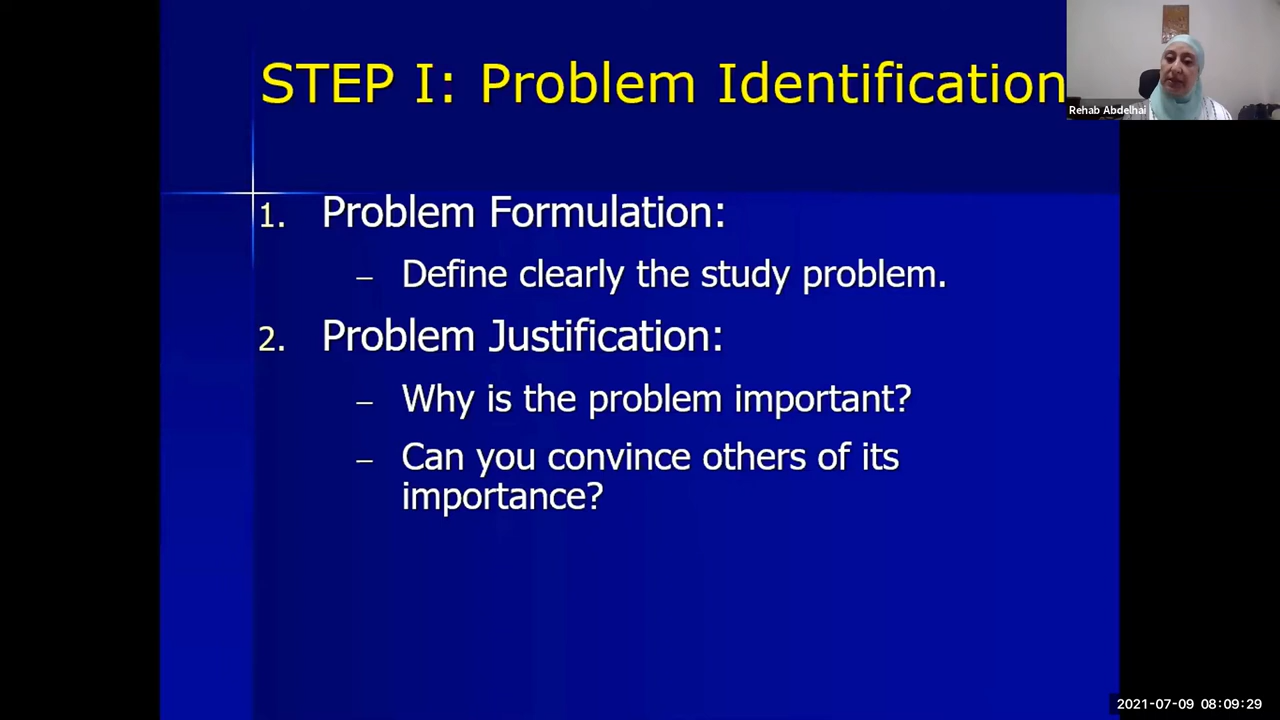 STEP I: Problem Identification
Rehab Abdelhai
1. Problem Formulation:
– Define clearly the study problem.
2. Problem Justification:
– Why is the problem important?
– Can you convince others of its
importance?
2021-07-09 08:09:29